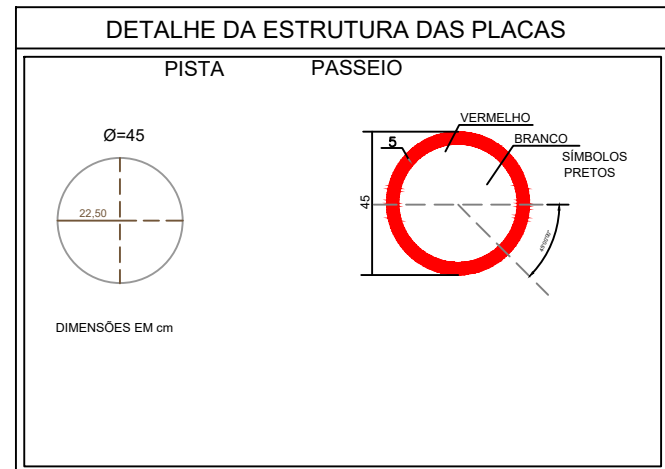 DETALHE DA ESTRUTURA DAS PLACAS
PISTA PASSEIO
Ø=45
22,50
DIMENSÕES EM cm
VERMELHO
BRANCO
SÍMBOLOS
PRETOS
5
45